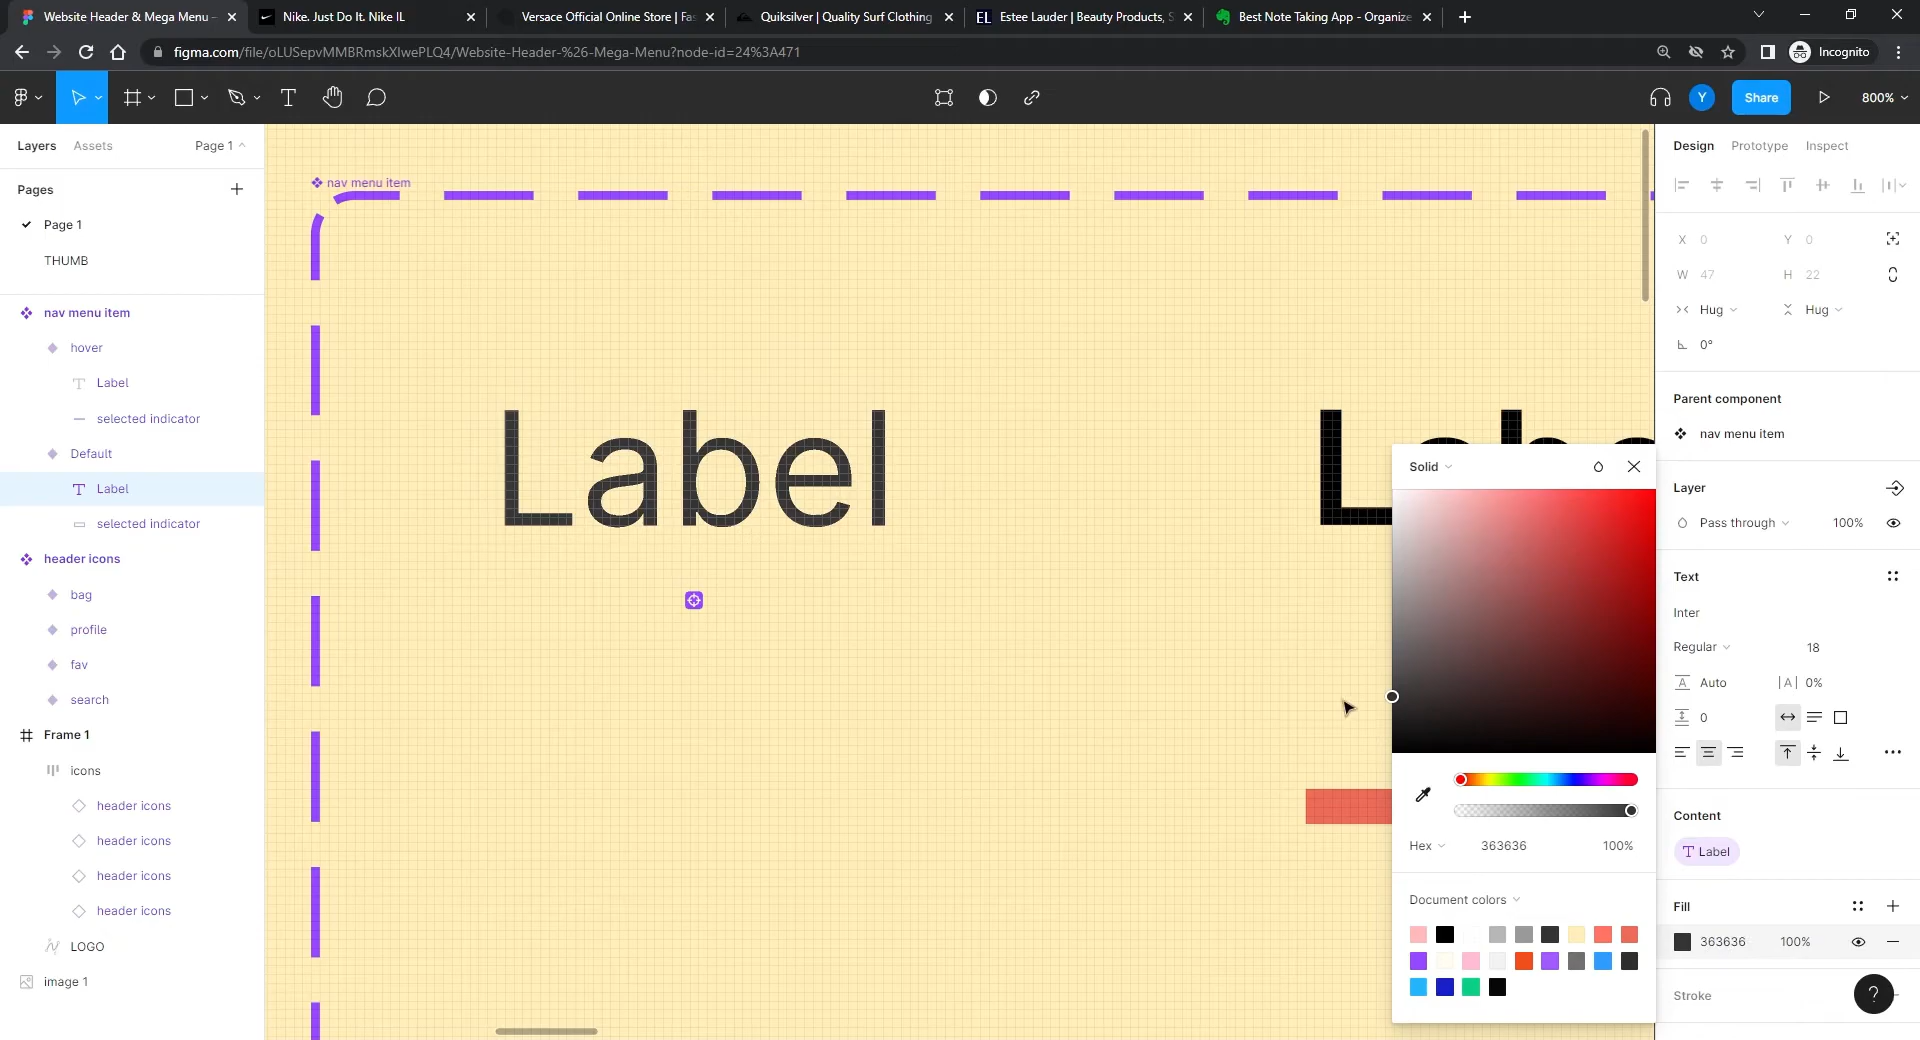 Website Header & Mega Menu –
Nike. Just Do It. Nike IL
Versace Official Online Store | Fas
Quiksilver | Quality Surf Clothing
EL Estee Lauder | Beauty Products, S
Best Note Taking App - Organize
figma.com/file/oLUSepvMMBRmskXlwePLQ4/Website-Header-%26-Mega-Menu?node-id=24%3A471
Incognito
Y
Share
800%
Layers
Assets
Page 1
Pages
Page 1
THUMB
nav menu item
hover
Label
selected indicator
Default
Label
selected indicator
header icons
bag
profile
fav
search
Frame 1
icons
header icons
header icons
header icons
header icons
LOGO
image 1
nav menu item
Label
Solid
Hex
363636
100%
Document colors
Design
Prototype
Inspect
X 0
Y 0
W 47
H 22
Hug
Hug
0°
Parent component
nav menu item
Layer
Pass through
100%
Text
Inter
Regular
18
Auto
0%
0
Content
Label
Fill
363636
100%
Stroke
?